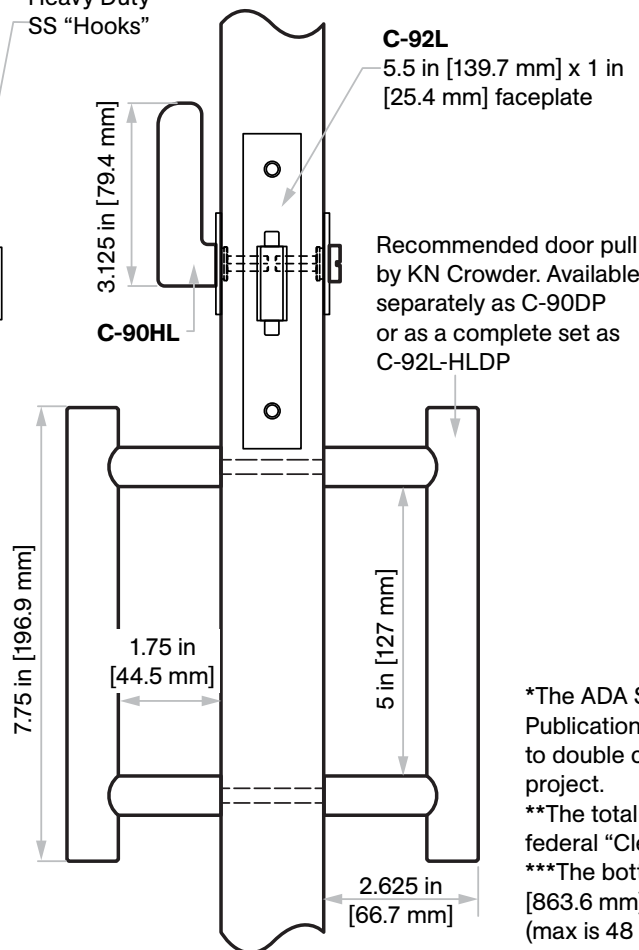 Heavy Duty
SS “Hooks”
C-92L
5.5 in [139.7 mm] x 1 in
[25.4 mm] faceplate
3.125 in [79.4 mm]
C-90HL
Recommended door pull
by KN Crowder. Available
separately as C-90DP
or as a complete set as
C-92L-HLDP
7.75 in [196.9 mm]
1.75 in
[44.5 mm]
5 in [127 mm]
2.625 in
[66.7 mm]
*The ADA
Publication
to double
project.
**The total
federal
***The
[863.6 mm]
(max is 48